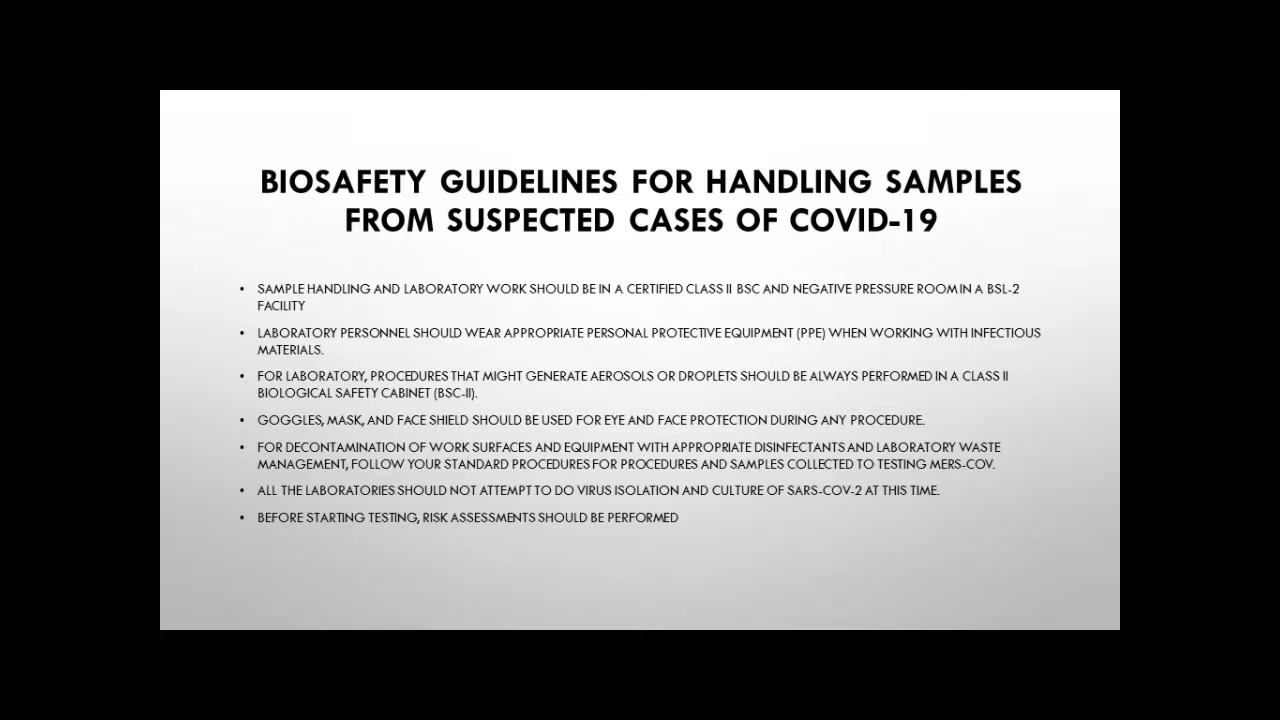 BIOSAFETY GUIDELINES FOR HANDLING SAMPLES
FROM SUSPECTED CASES OF COVID-19
• SAMPLE HANDLING AND LABORATORY WORK SHOULD BE IN A CERTIFIED CLASS II BSC AND NEGATIVE PRESSURE ROOM IN A BSL-2
FACILITY
• LABORATORY PERSONNEL SHOULD WEAR APPROPRIATE PERSONAL PROTECTIVE EQUIPMENT (PPE) WHEN WORKING WITH INFECTIOUS
MATERIALS.
• FOR LABORATORY, PROCEDURES THAT MIGHT GENERATE AEROSOLS OR DROPLETS SHOULD BE ALWAYS PERFORMED IN A CLASS II
BIOLOGICAL SAFETY CABINET (BSC-II).
• GOGGLES, MASK, AND FACE SHIELD SHOULD BE USED FOR EYE AND FACE PROTECTION DURING ANY PROCEDURE.
• FOR DECONTAMINATION OF WORK SURFACES AND EQUIPMENT WITH APPROPRIATE DISINFECTANTS AND LABORATORY WASTE
MANAGEMENT, FOLLOW YOUR STANDARD PROCEDURES FOR PROCEDURES AND SAMPLES COLLECTED TO TESTING MERS-COV.
• ALL THE LABORATORIES SHOULD NOT ATTEMPT TO DO VIRUS ISOLATION AND CULTURE OF SARS-COV-2 AT THIS TIME.
• BEFORE STARTING TESTING, RISK ASSESSMENTS SHOULD BE PERFORMED